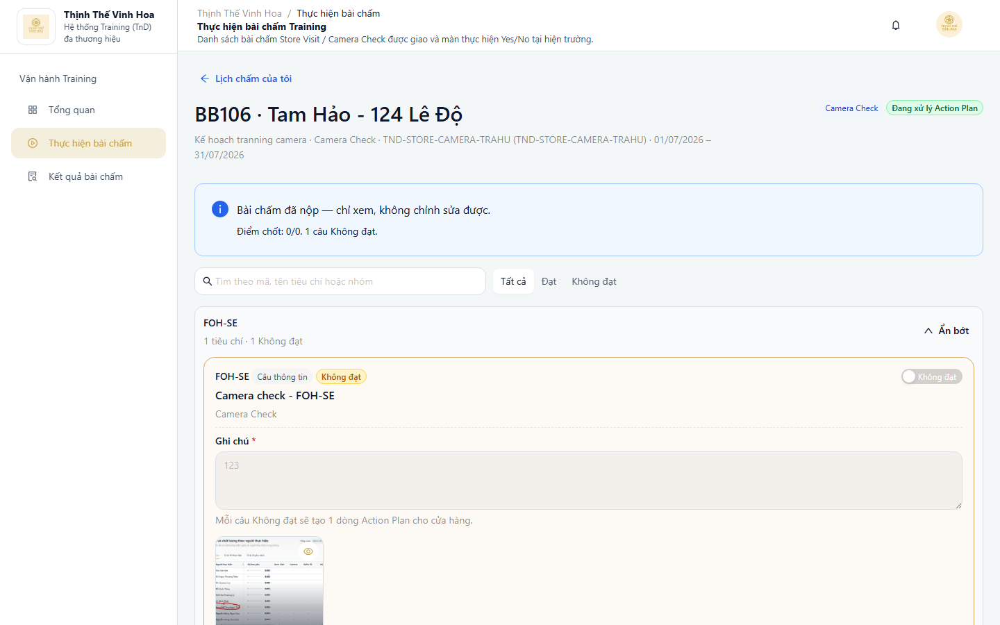 Thịnh Thế Vinh Hoa
Hệ thống Training (TnD)
đa thương hiệu
Thịnh Thế Vinh Hoa / Thực hiện bài chấm
Thực hiện bài chấm Training
Danh sách bài chấm Store Visit / Camera Check được giao và màn thực hiện Yes/No tại hiện trường.
Vận hành Training
Tổng quan
Thực hiện bài chấm
Kết quả bài chấm
Lịch chấm của tôi
BB106 · Tam Hảo - 124 Lê Độ
Camera Check
Đang xử lý Action Plan
Kế hoạch tranning camera · Camera Check · TND-STORE-CAMERA-TRAHU (TND-STORE-CAMERA-TRAHU) · 01/07/2026 –
31/07/2026
Bài chấm đã nộp — chỉ xem, không chỉnh sửa được.
Điểm chốt: 0/0. 1 câu Không đạt.
Tìm theo mã, tên tiêu chí hoặc nhóm
Tất cả
Đạt
Không đạt
FOH-SE
1 tiêu chí · 1 Không đạt
Ẩn bớt
FOH-SE
Câu thông tin
Không đạt
Không đạt
Camera check - FOH-SE
Camera Check
Ghi chú *
123
Mỗi câu Không đạt sẽ tạo 1 dòng Action Plan cho cửa hàng.
và chất lượng theo người thực hiện